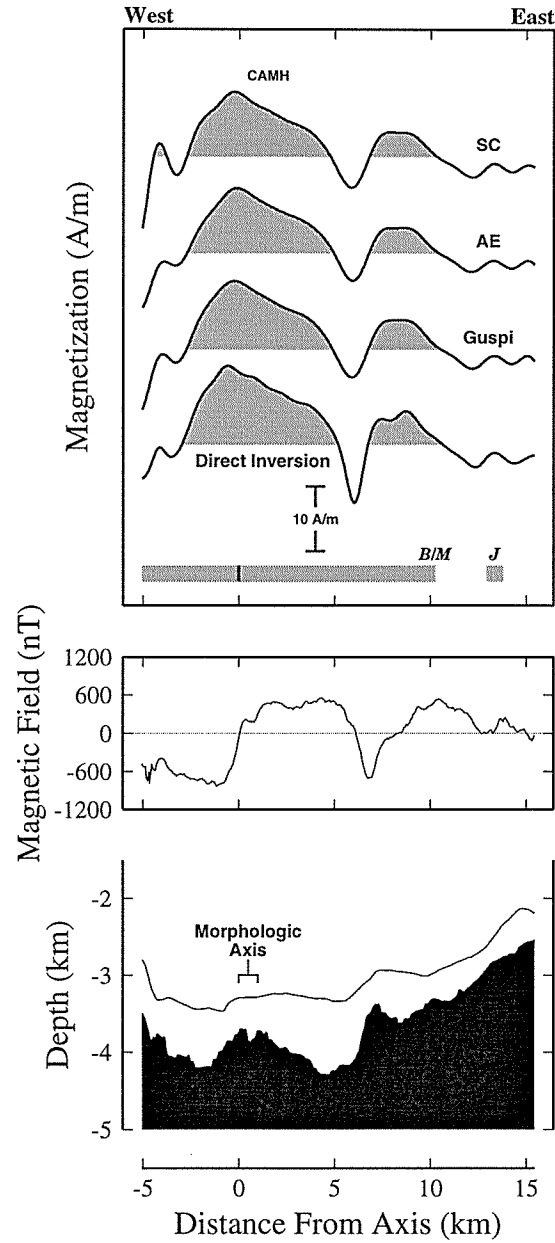 West East
CAMH
SC
AE
Guspi
Direct Inversion
10 A/m
B/M J
Magnetization (A/m)
1200
600
0
-600
-1200
Magnetic Field (nT)
-2
-3
-4
-5
Depth (km)
Morphologic
Axis
-5 0 5 10 15
Distance From Axis (km)